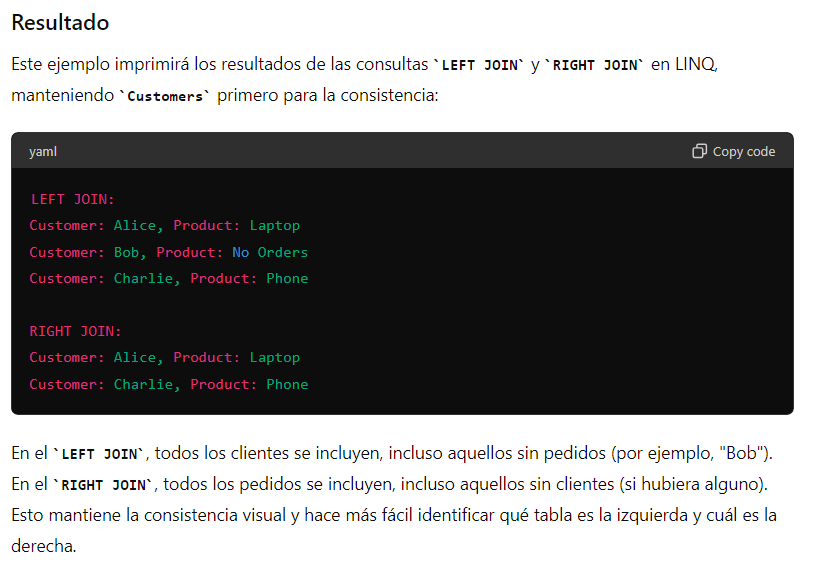 Resultado
Este ejemplo imprimirá los resultados de las consultas `LEFT JOIN` y `RIGHT JOIN` en LINQ,
manteniendo `Customers` primero para la consistencia:
yaml Copy code
LEFT JOIN:
Customer: Alice, Product: Laptop
Customer: Bob, Product: No Orders
Customer: Charlie, Product: Phone
RIGHT JOIN:
Customer: Alice, Product: Laptop
Customer: Charlie, Product: Phone
En el `LEFT JOIN`, todos los clientes se incluyen, incluso aquellos sin pedidos (por ejemplo, "Bob").
En el `RIGHT JOIN`, todos los pedidos se incluyen, incluso aquellos sin clientes (si hubiera alguno).
Esto mantiene la consistencia visual y hace más fácil identificar qué tabla es la izquierda y cuál es la
derecha.